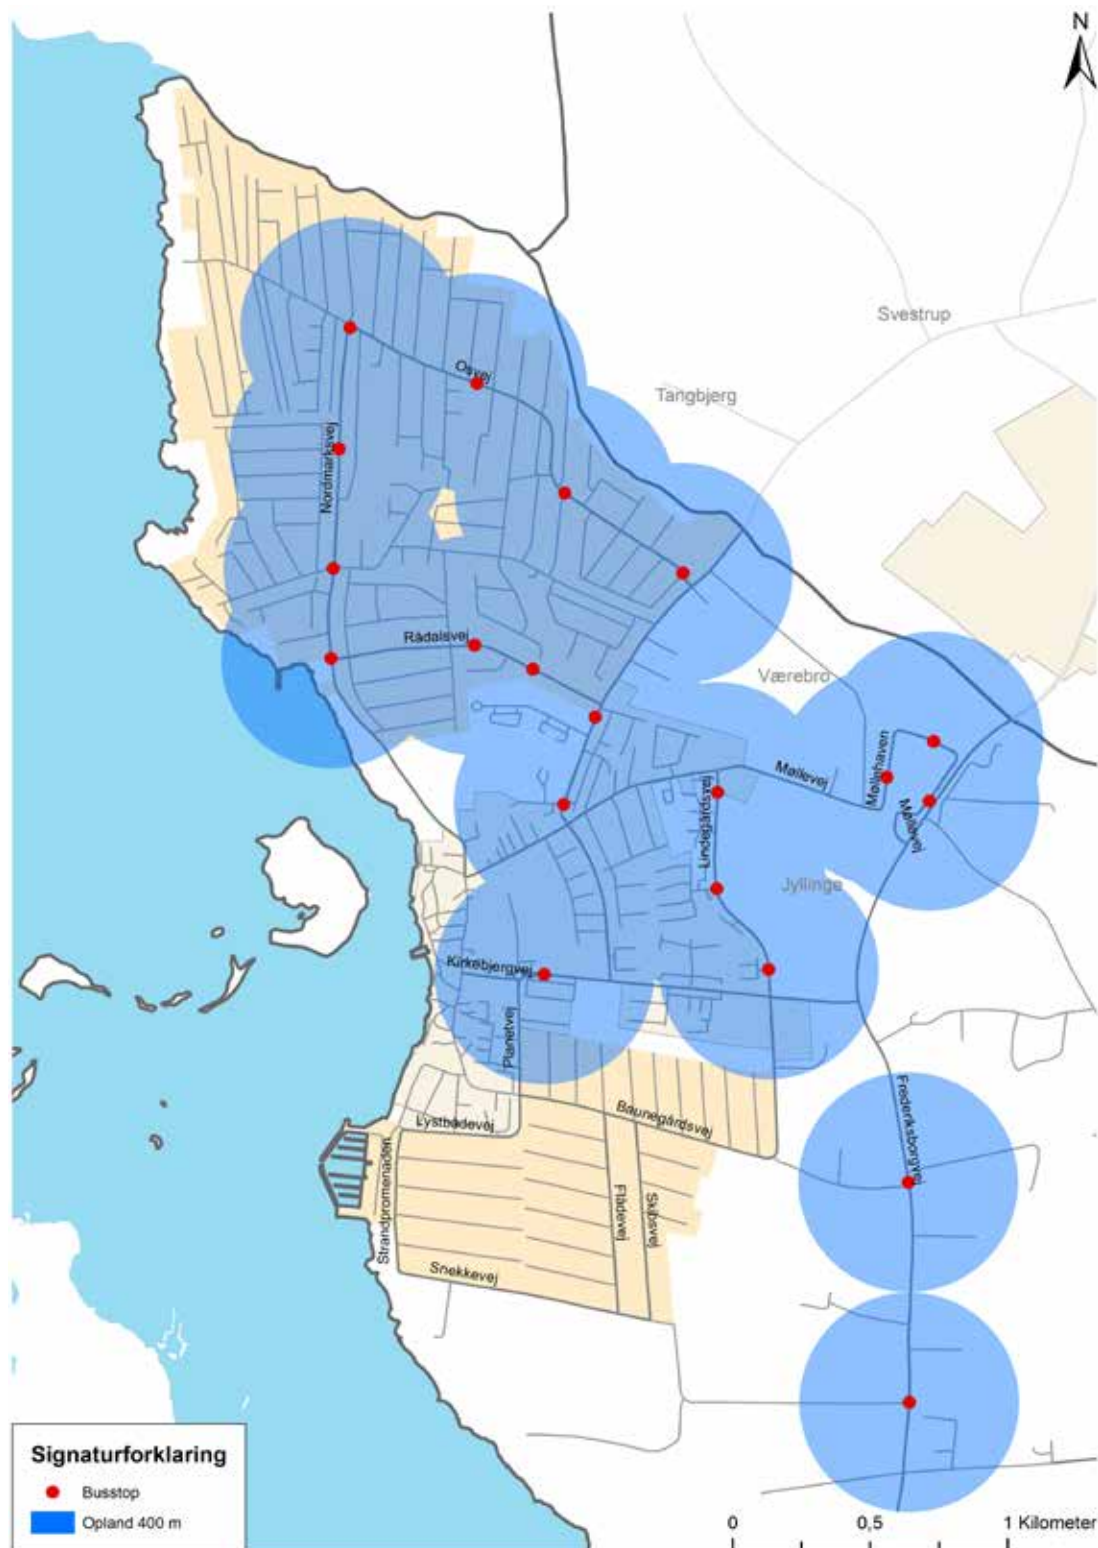 N
Svestrup
Tangbjerg
Osvej
Nordmarksvej
Rådalsvej
Værebro
Møllehaven
Møllevej
Lindegårdsvej
Møllevej
Jyllinge
Kirkebjergvej
Planetvej
Frederiksborgvej
Baunegårdsvej
Lystbådevej
Strandpromenaden
Flådevej
Skibsvej
Snekkevej
Signaturforklaring
Busstop
Opland 400 m
0 0,5 1 Kilometer